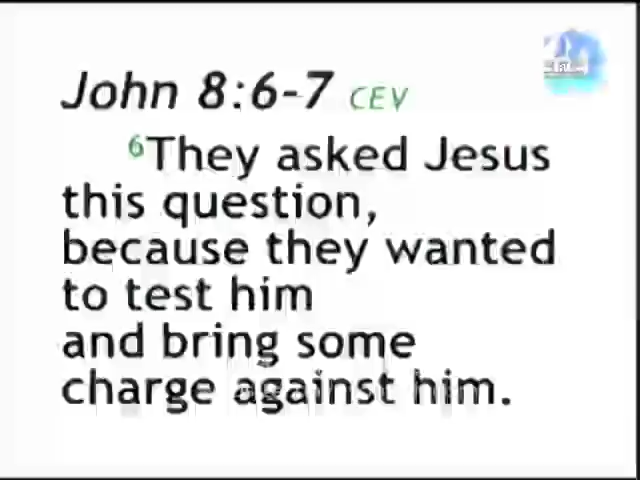 John 8:6-7 CEV
6They asked Jesus
this question,
because they wanted
to test him
and bring some
charge against him.